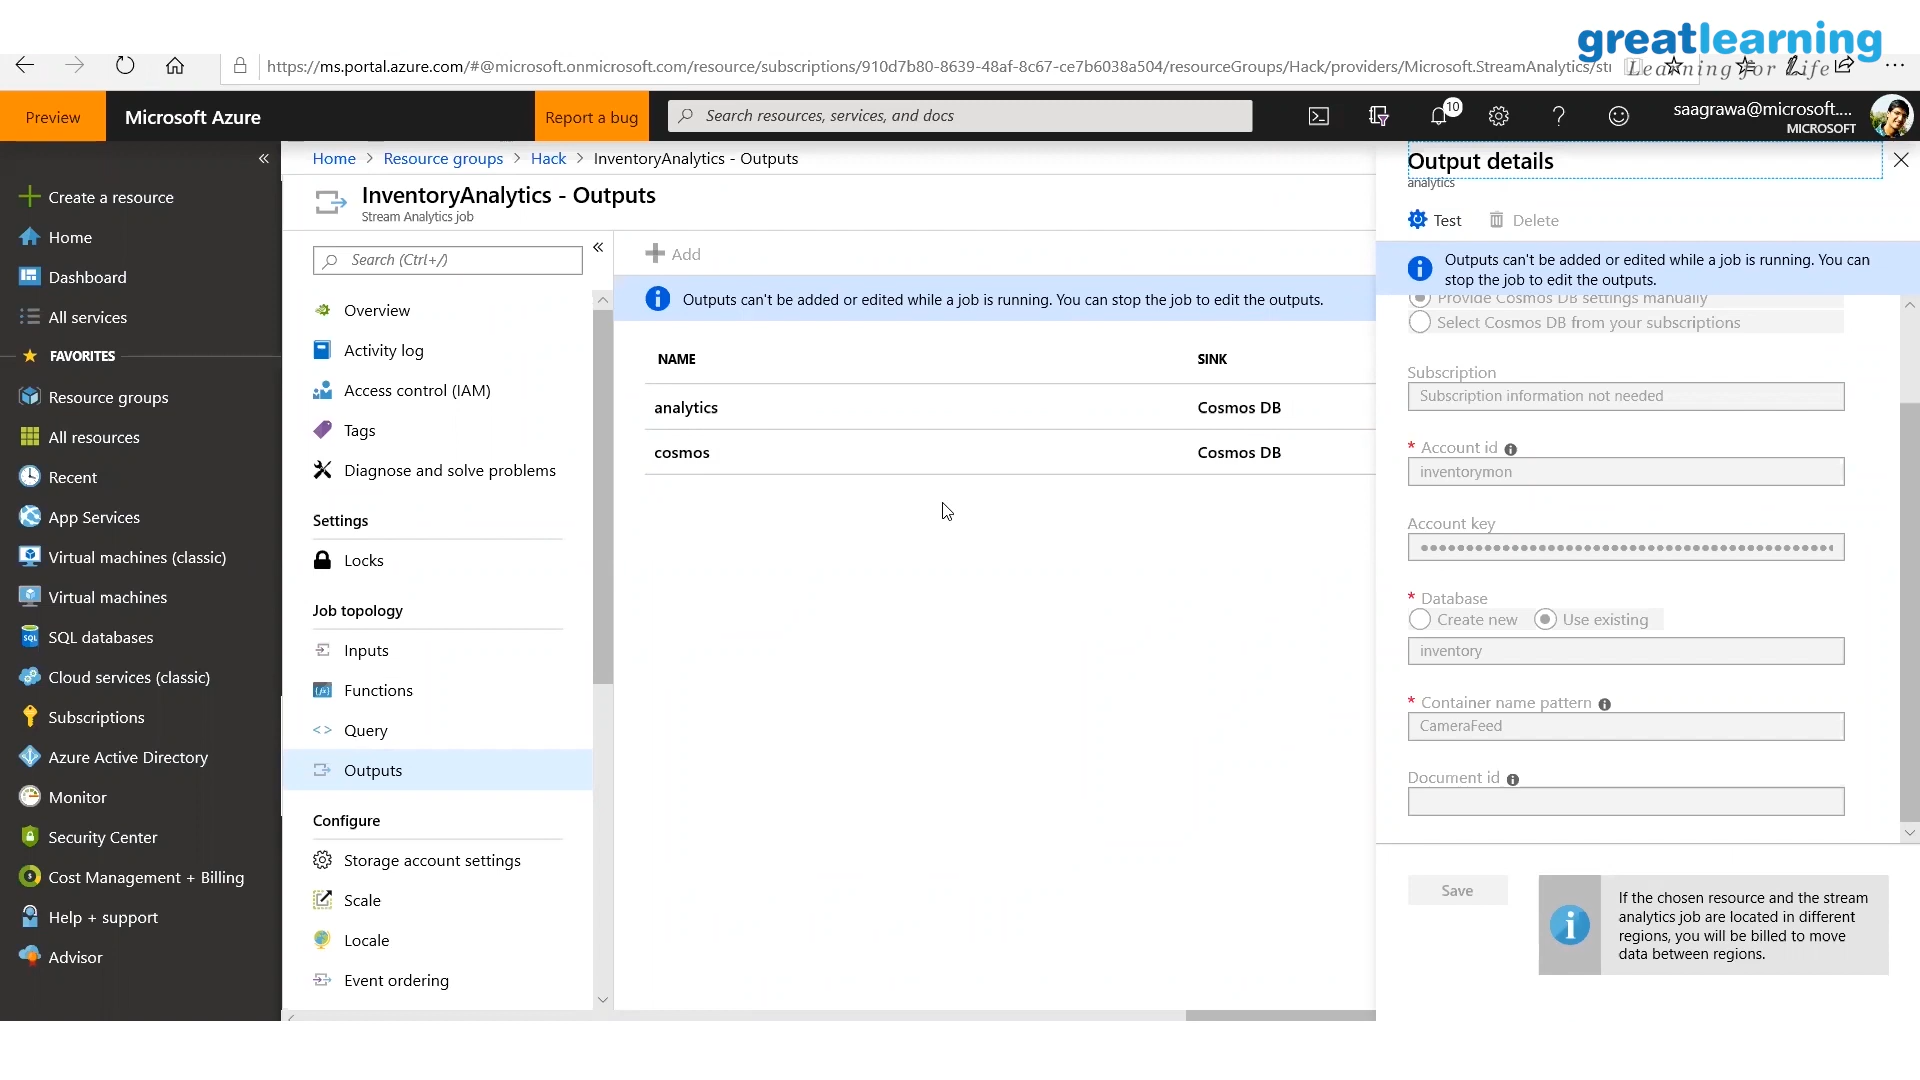 greatlearning
Learning for Life
https://ms.portal.azure.com/#@microsoft.onmicrosoft.com/resource/subscriptions/910d7b80-8639-48af-8c67-ce7b6038a504/resourceGroups/Hack/providers/Microsoft.StreamAnalytics/str
Preview
Microsoft Azure
Report a bug
Search resources, services, and docs
10
saagrawa@microsoft....
MICROSOFT
Create a resource
Home
Dashboard
All services
FAVORITES
Resource groups
All resources
Recent
App Services
Virtual machines (classic)
Virtual machines
SQL databases
Cloud services (classic)
Subscriptions
Azure Active Directory
Monitor
Security Center
Cost Management + Billing
Help + support
Advisor
Home > Resource groups > Hack > InventoryAnalytics - Outputs
InventoryAnalytics - Outputs
Stream Analytics job
Search (Ctrl+/)
Overview
Activity log
Access control (IAM)
Tags
Diagnose and solve problems
Settings
Locks
Job topology
Inputs
Functions
Query
Outputs
Configure
Storage account settings
Scale
Locale
Event ordering
Add
Outputs can't be added or edited while a job is running. You can stop the job to edit the outputs.
NAME SINK
analytics Cosmos DB
cosmos Cosmos DB
Output details
analytics
Test Delete
Outputs can't be added or edited while a job is running. You can
stop the job to edit the outputs.
Provide Cosmos DB settings manually
Select Cosmos DB from your subscriptions
Subscription
Subscription information not needed
* Account id
inventorymon
Account key
* Database
Create new Use existing
inventory
* Container name pattern
CameraFeed
Document id
Save
If the chosen resource and the stream
analytics job are located in different
regions, you will be billed to move
data between regions.